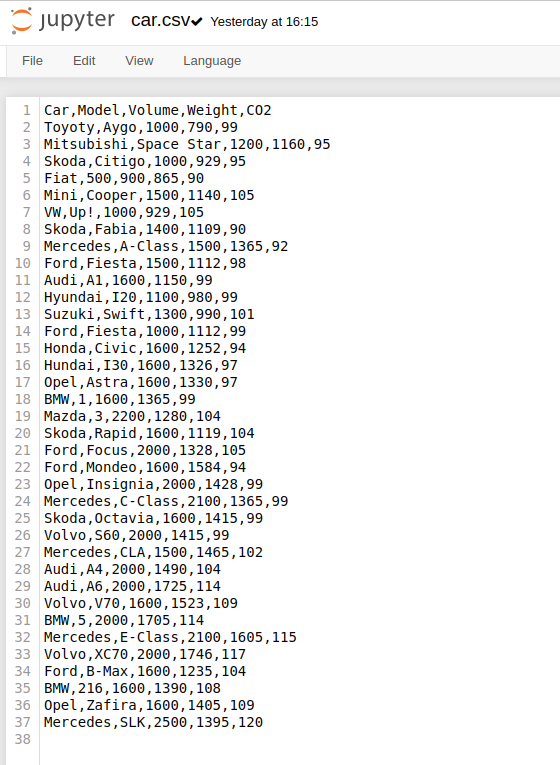 jupyter car.csv Yesterday at 16:15
File Edit View Language
1 Car,Model,Volume,Weight,CO2
2 Toyoty,Aygo,1000,790,99
3 Mitsubishi,Space Star,1200,1160,95
4 Skoda,Citigo,1000,929,95
5 Fiat,500,900,865,90
6 Mini,Cooper,1500,1140,105
7 VW,Up!,1000,929,105
8 Skoda,Fabia,1400,1109,90
9 Mercedes,A-Class,1500,1365,92
10 Ford,Fiesta,1500,1112,98
11 Audi,A1,1600,1150,99
12 Hyundai,I20,1100,980,99
13 Suzuki,Swift,1300,990,101
14 Ford,Fiesta,1000,1112,99
15 Honda,Civic,1600,1252,94
16 Hundai,I30,1600,1326,97
17 Opel,Astra,1600,1330,97
18 BMW,1,1600,1365,99
19 Mazda,3,2200,1280,104
20 Skoda,Rapid,1600,1119,104
21 Ford,Focus,2000,1328,105
22 Ford,Mondeo,1600,1584,94
23 Opel,Insignia,2000,1428,99
24 Mercedes,C-Class,2100,1365,99
25 Skoda,Octavia,1600,1415,99
26 Volvo,S60,2000,1415,99
27 Mercedes,CLA,1500,1465,102
28 Audi,A4,2000,1490,104
29 Audi,A6,2000,1725,114
30 Volvo,V70,1600,1523,109
31 BMW,5,2000,1705,114
32 Mercedes,E-Class,2100,1605,115
33 Volvo,XC70,2000,1746,117
34 Ford,B-Max,1600,1235,104
35 BMW,216,1600,1390,108
36 Opel,Zafira,1600,1405,109
37 Mercedes,SLK,2500,1395,120
38